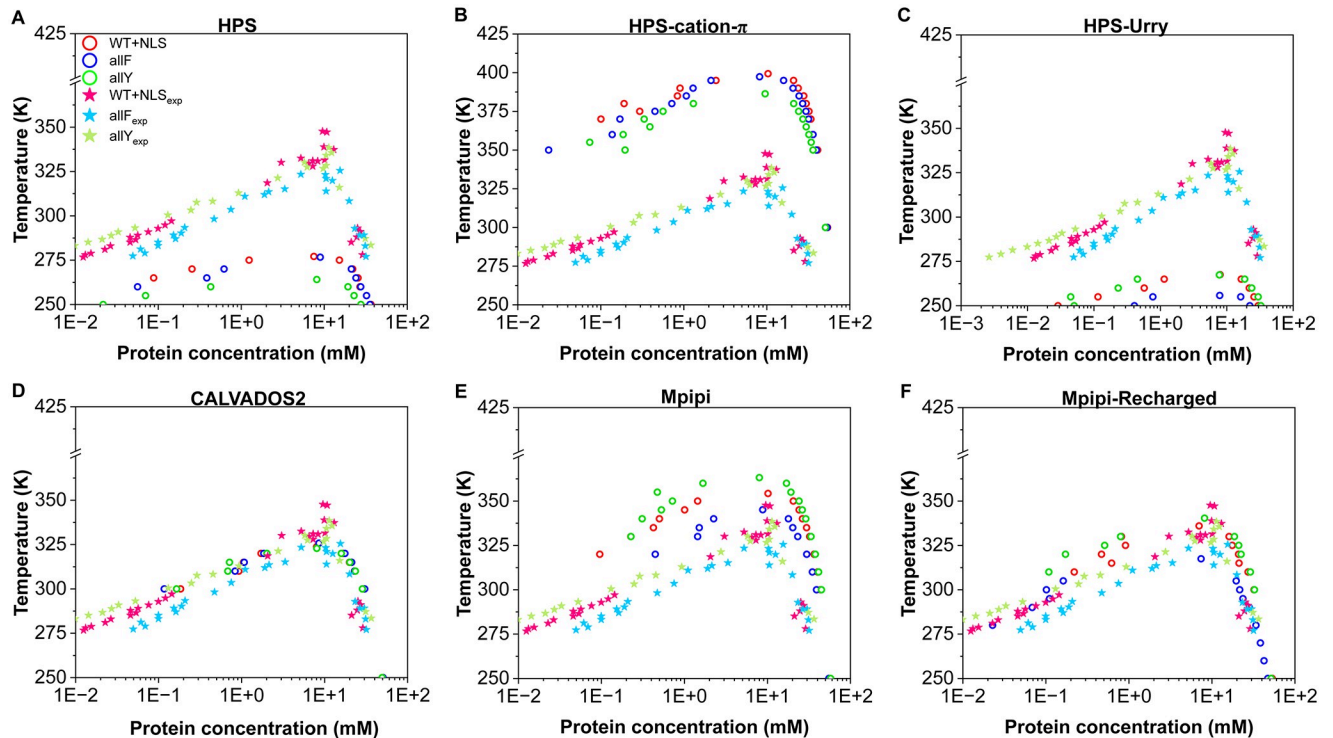 A
HPS
Temperature (K)
425
350
325
300
275
250
WT+NLS
allF
allY
WT+NLSexp
allFexp
allYexp
1E−2 1E−1 1E+0 1E+1 1E+2
Protein concentration (mM)
B
HPS-cation-π
Temperature (K)
425
400
375
350
325
300
275
250
1E−2 1E−1 1E+0 1E+1 1E+2
Protein concentration (mM)
C
HPS-Urry
Temperature (K)
425
350
325
300
275
250
1E−3 1E−2 1E−1 1E+0 1E+1 1E+2
Protein concentration (mM)
D
CALVADOS2
Temperature (K)
425
350
325
300
275
250
1E−2 1E−1 1E+0 1E+1 1E+2
Protein concentration (mM)
E
Mpipi
Temperature (K)
425
350
325
300
275
250
1E−2 1E−1 1E+0 1E+1 1E+2
Protein concentration (mM)
F
Mpipi-Recharged
Temperature (K)
425
350
325
300
275
250
1E−2 1E−1 1E+0 1E+1 1E+2
Protein concentration (mM)